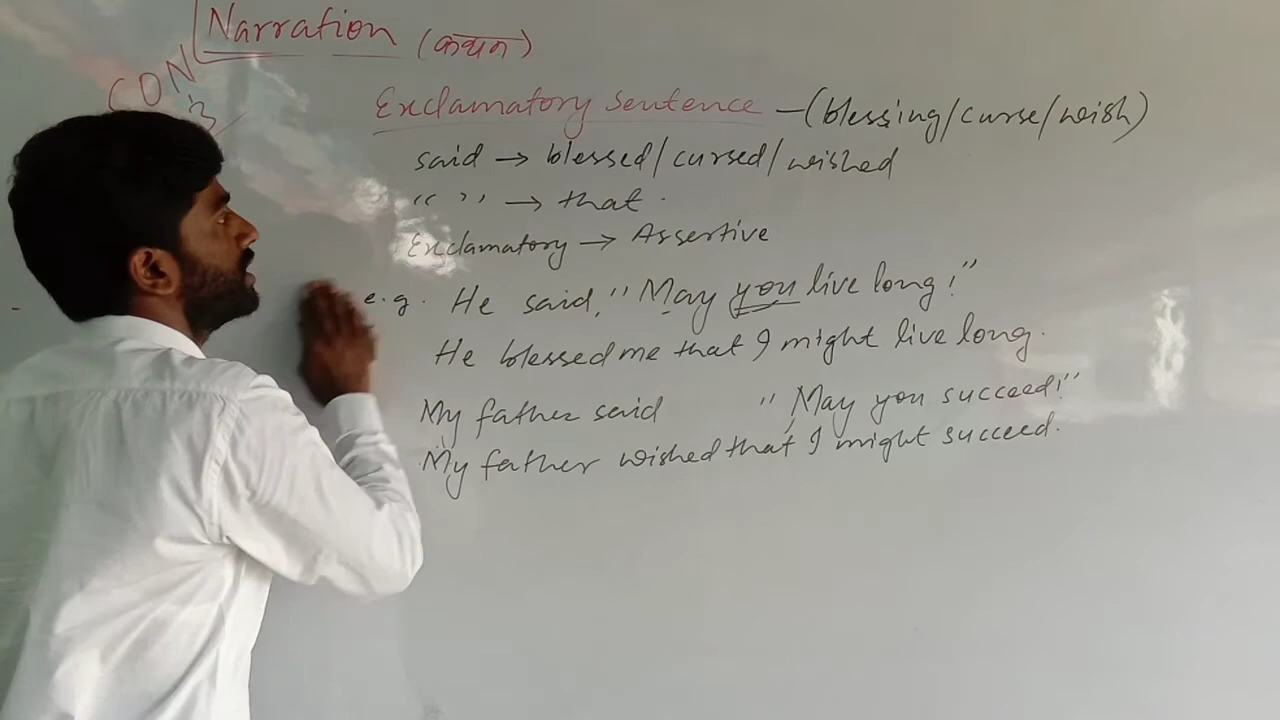 Narration (कथन)
CON
Exclamatory sentence - (blessing/curse/wish)
said → blessed/cursed/wished
" " → that.
Exclamatory → Assertive
e.g. He said, "May you live long!"
He blessed me that I might live long.
My father said "May you succeed!"
My father wished that I might succeed.